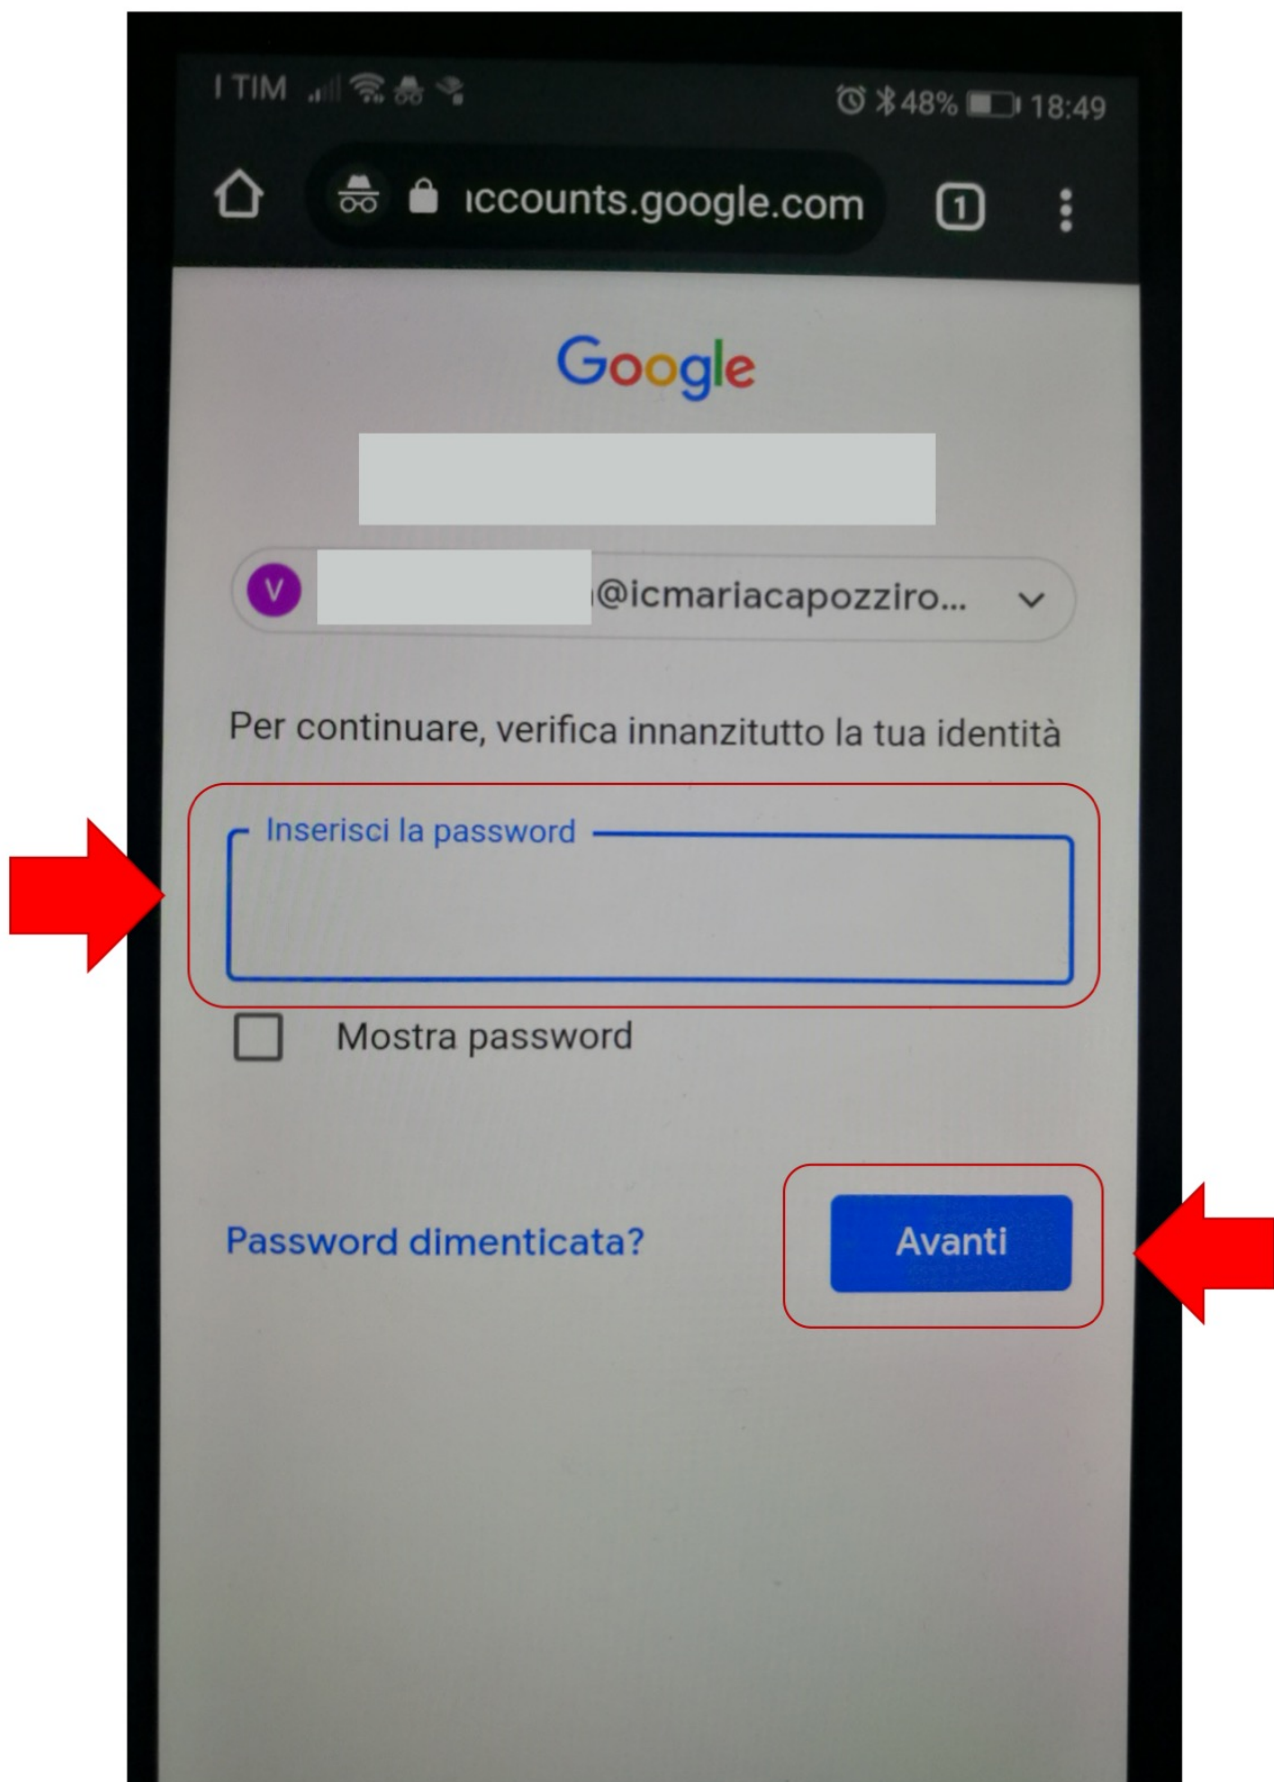 I TIM 48% 18:49
ccounts.google.com 1
Google
V @icmariacapozziro...
Per continuare, verifica innanzitutto la tua identità
Inserisci la password
Mostra password
Password dimenticata? Avanti